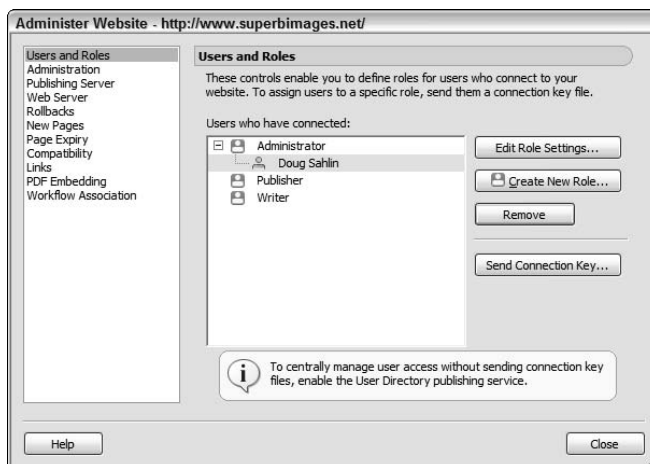 Administer Website - http://www.superbimages.net/
Users and Roles
Administration
Publishing Server
Web Server
Rollbacks
New Pages
Page Expiry
Compatibility
Links
PDF Embedding
Workflow Association
Users and Roles
These controls enable you to define roles for users who connect to your
website. To assign users to a specific role, send them a connection key file.
Users who have connected:
Administrator
Doug Sahlin
Publisher
Writer
Edit Role Settings...
Create New Role...
Remove
Send Connection Key...
To centrally manage user access without sending connection key
files, enable the User Directory publishing service.
Help
Close